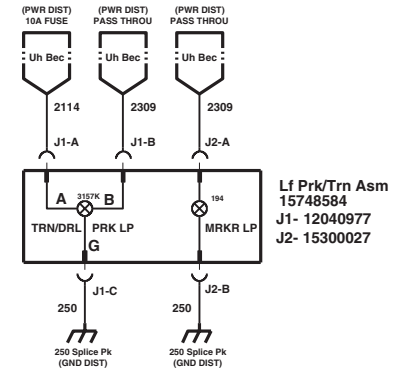 (PWR DIST) (PWR DIST) (PWR DIST)
10A FUSE PASS THROU PASS THROU
Uh Bec Uh Bec Uh Bec
2114 2309 2309
J1-A J1-B J2-A
A 3157K B 194
TRN/DRL PRK LP MRKR LP
G
Lf Prk/Trn Asm
15748584
J1- 12040977
J2- 15300027
J1-C J2-B
250 250
250 Splice Pk 250 Splice Pk
(GND DIST) (GND DIST)